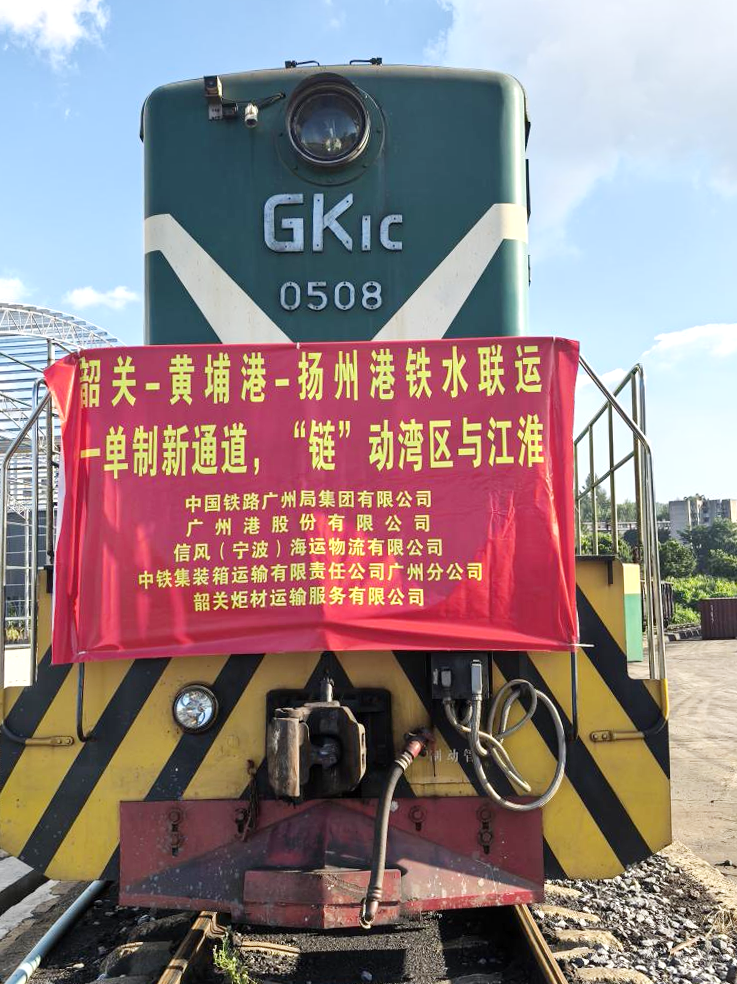 GK1C
0508
韶关-黄埔港-扬州港铁水联运
一单制新通道，“链”动湾区与江淮
中国铁路广州局集团有限公司
广州港股份有限公司
信风（宁波）海运物流有限公司
中铁集装箱运输有限责任公司广州分公司
韶关炬材运输服务有限公司
制动管